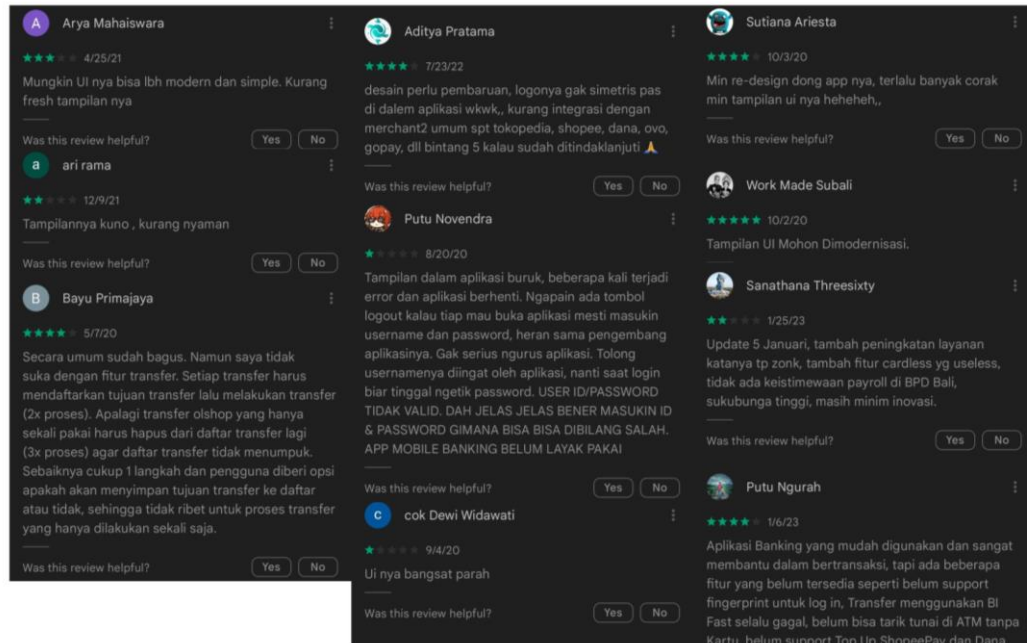 A
Arya Mahaiswara
4/25/21
Mungkin UI nya bisa lbh modern dan simple. Kurang
fresh tampilan nya
Was this review helpful?
Yes
No
a
ari rama
12/9/21
Tampilannya kuno , kurang nyaman
Was this review helpful?
Yes
No
B
Bayu Primajaya
5/7/20
Secara umum sudah bagus. Namun saya tidak
suka dengan fitur transfer. Setiap transfer harus
mendaftarkan tujuan transfer lalu melakukan transfer
(2x proses). Apalagi transfer olshop yang hanya
sekali pakai harus hapus dari daftar transfer lagi
(3x proses) agar daftar transfer tidak menumpuk.
Sebaiknya cukup 1 langkah dan pengguna diberi opsi
apakah akan menyimpan tujuan transfer ke daftar
atau tidak, sehingga tidak ribet untuk proses transfer
yang hanya dilakukan sekali saja.
Was this review helpful?
Yes
No
Aditya Pratama
7/23/22
desain perlu pembaruan, logonya gak simetris pas
di dalem aplikasi wkwk,, kurang integrasi dengan
merchant2 umum spt tokopedia, shopee, dana, ovo,
gopay, dll bintang 5 kalau sudah ditindaklanjuti 🙏
Was this review helpful?
Yes
No
Putu Novendra
8/20/20
Tampilan dalam aplikasi buruk, beberapa kali terjadi
error dan aplikasi berhenti. Ngapain ada tombol
logout kalau tiap mau buka aplikasi mesti masukin
username dan password, heran sama pengembang
aplikasinya. Gak serius ngurus aplikasi. Tolong
usernamenya diingat oleh aplikasi, nanti saat login
biar tinggal ngetik password. USER ID/PASSWORD
TIDAK VALID. DAH JELAS JELAS BENER MASUKIN ID
& PASSWORD GIMANA BISA BISA DIBILANG SALAH.
APP MOBILE BANKING BELUM LAYAK PAKAI
Was this review helpful?
Yes
No
C
cok Dewi Widawati
9/4/20
Ui nya bangsat parah
Was this review helpful?
Yes
No
Sutiana Ariesta
10/3/20
Min re-design dong app nya, terlalu banyak corak
min tampilan ui nya heheheh,,
Was this review helpful?
Yes
No
Work Made Subali
10/2/20
Tampilan UI Mohon Dimodernisasi.
Sanathana Threesixty
1/25/23
Update 5 Januari, tambah peningkatan layanan
katanya tp zonk, tambah fitur cardless yg useless,
tidak ada keistimewaan payroll di BPD Bali,
sukubunga tinggi, masih minim inovasi.
Was this review helpful?
Yes
No
Putu Ngurah
1/6/23
Aplikasi Banking yang mudah digunakan dan sangat
membantu dalam bertransaksi, tapi ada beberapa
fitur yang belum tersedia seperti belum support
fingerprint untuk log in, Transfer menggunakan BI
Fast selalu gagal, belum bisa tarik tunai di ATM tanpa
Kartu, belum support Top Up ShopeePay dan Dana